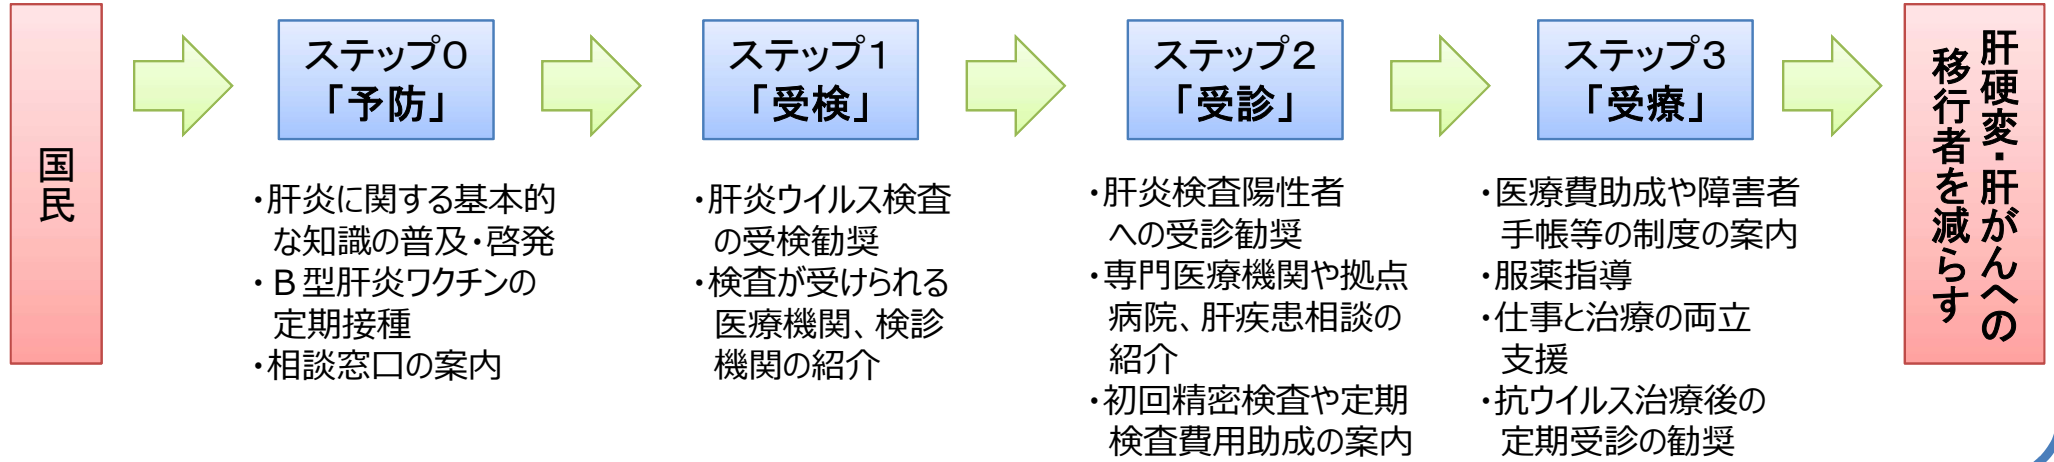 国民
ステップ0
「予防」
・肝炎に関する基本的
な知識の普及・啓発
・B型肝炎ワクチンの
定期接種
・相談窓口の案内
ステップ1
「受検」
・肝炎ウイルス検査
の受検勧奨
・検査が受けられる
医療機関、検診
機関の紹介
ステップ2
「受診」
・肝炎検査陽性者
への受診勧奨
・専門医療機関や拠点
病院、肝疾患相談の
紹介
・初回精密検査や定期
検査費用助成の案内
ステップ3
「受療」
・医療費助成や障害者
手帳等の制度の案内
・服薬指導
・仕事と治療の両立
支援
・抗ウイルス治療後の
定期受診の勧奨
肝硬変・肝がんへの
移行者を減らす